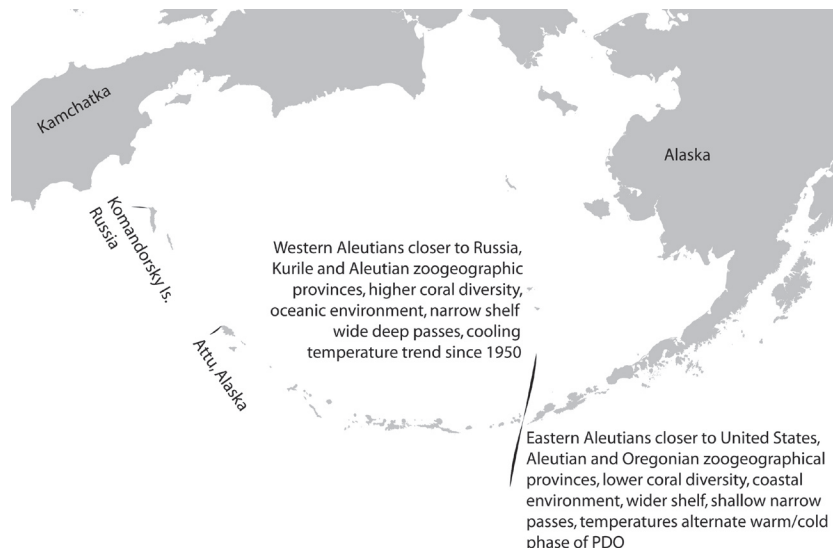 Kamchatka
Alaska
Komandorsky Is.
Russia
Western Aleutians closer to Russia,
Kurile and Aleutian zoogeographic
provinces, higher coral diversity,
oceanic environment, narrow shelf
wide deep passes, cooling
temperature trend since 1950
Attu, Alaska
Eastern Aleutians closer to United States,
Aleutian and Oregonian zoogeographical
provinces, lower coral diversity, coastal
environment, wider shelf, shallow narrow
passes, temperatures alternate warm/cold
phase of PDO